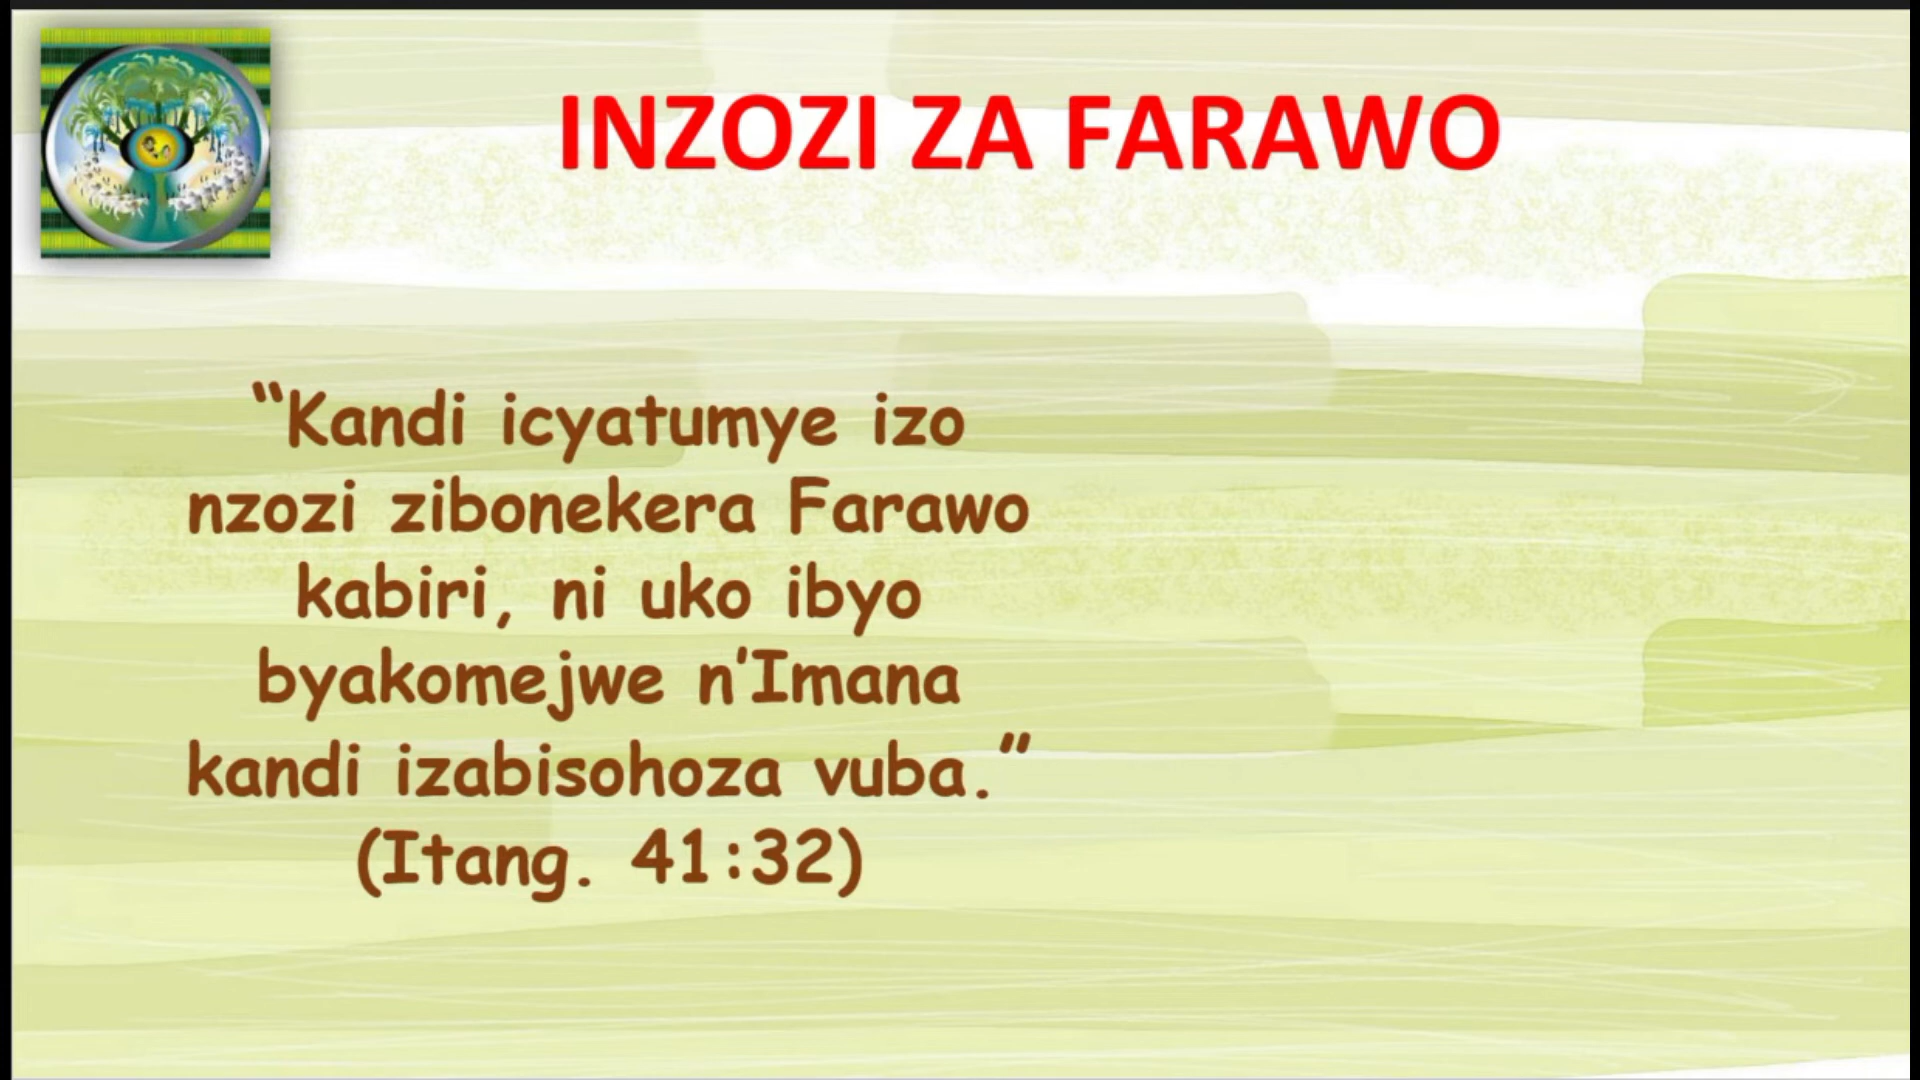 INZOZI ZA FARAWO
“Kandi icyatumye izo
nzozi zibonekera Farawo
kabiri, ni uko ibyo
byakomejwe n’Imana
kandi izabisohoza vuba.”
(Itang. 41:32)